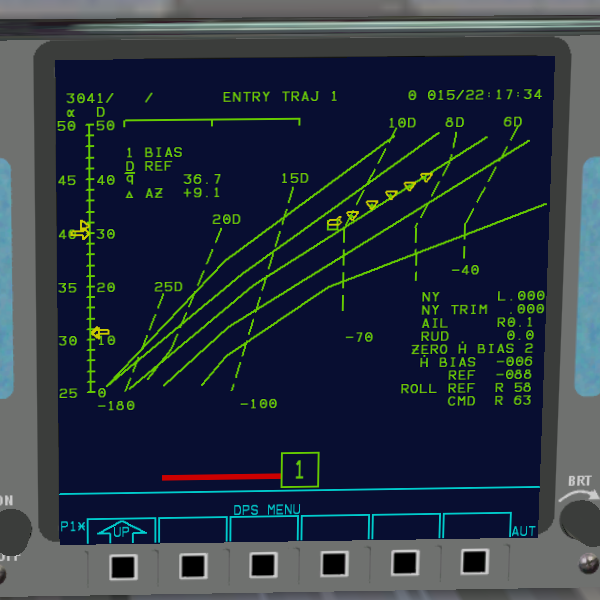 3041/ / ENTRY TRAJ 1 0 015/22:17:34
α D
50 50
10D 8D 6D
1 BIAS
D REF
q 36.7
Δ AZ +9.1
45 40
15D
20D
40 30
-40
35 20
25D
NY L.000
NY TRIM .000
AIL R0.1
RUD 0.0
30 10
-70
ZERO H BIAS 2
H BIAS -006
REF -088
ROLL REF R 58
CMD R 63
25 0
-180
-100
1
BRT
DPS MENU
P1* UP AUT